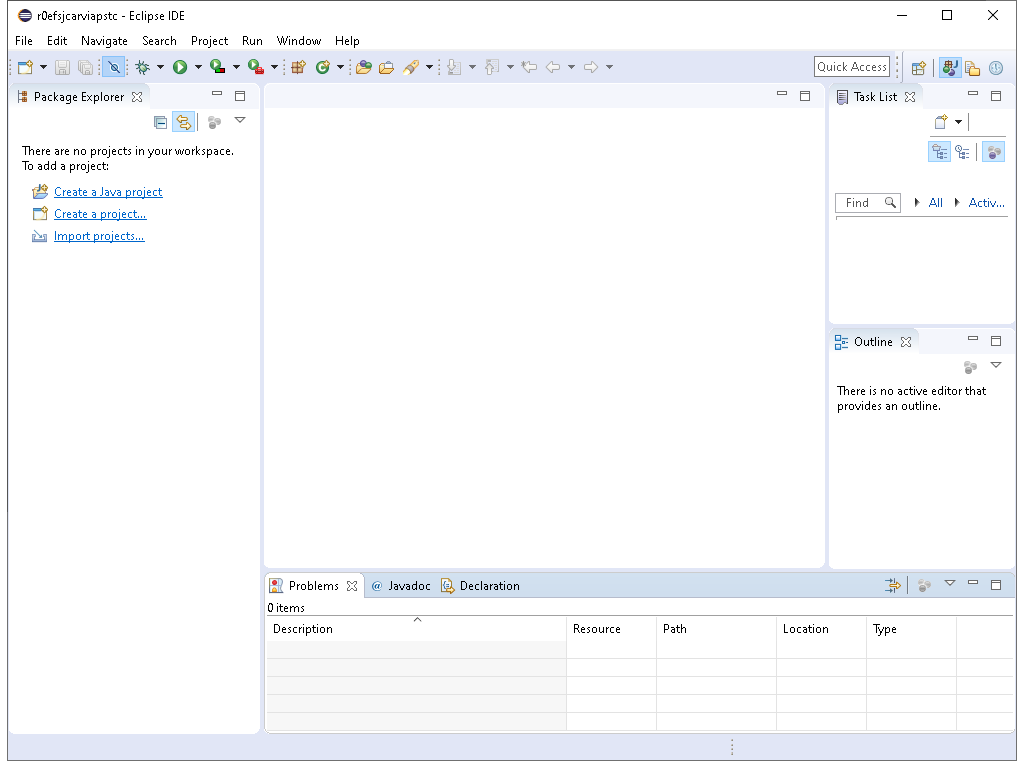 r0efsjcarviapstc - Eclipse IDE
File Edit Navigate Search Project Run Window Help
Quick Access
Package Explorer
There are no projects in your workspace.
To add a project:
Create a Java project
Create a project...
Import projects...
Task List
Find All Activ...
Outline
There is no active editor that
provides an outline.
Problems @ Javadoc Declaration
0 items
Description Resource Path Location Type